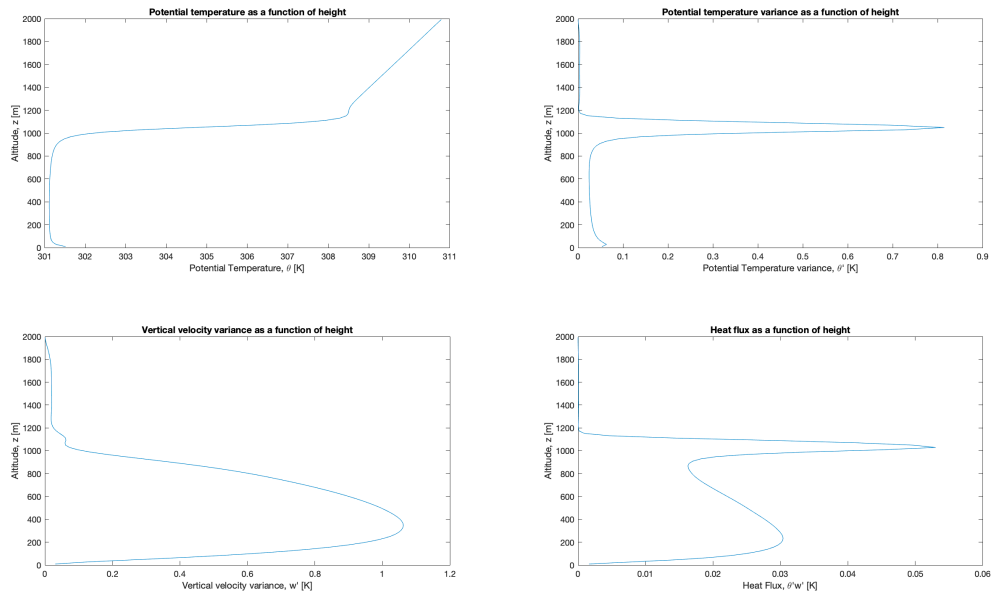 Potential temperature as a function of height
2000
1800
1600
1400
1200
1000
800
600
400
200
0
Altitude, z [m]
301 302 303 304 305 306 307 308 309 310 311
Potential Temperature, θ [K]
Potential temperature variance as a function of height
2000
1800
1600
1400
1200
1000
800
600
400
200
0
Altitude, z [m]
0 0.1 0.2 0.3 0.4 0.5 0.6 0.7 0.8 0.9
Potential Temperature variance, θ' [K]
Vertical velocity variance as a function of height
2000
1800
1600
1400
1200
1000
800
600
400
200
0
Altitude, z [m]
0 0.2 0.4 0.6 0.8 1 1.2
Vertical velocity variance, w' [K]
Heat flux as a function of height
2000
1800
1600
1400
1200
1000
800
600
400
200
0
Altitude, z [m]
0 0.01 0.02 0.03 0.04 0.05 0.06
Heat Flux, θ'w' [K]